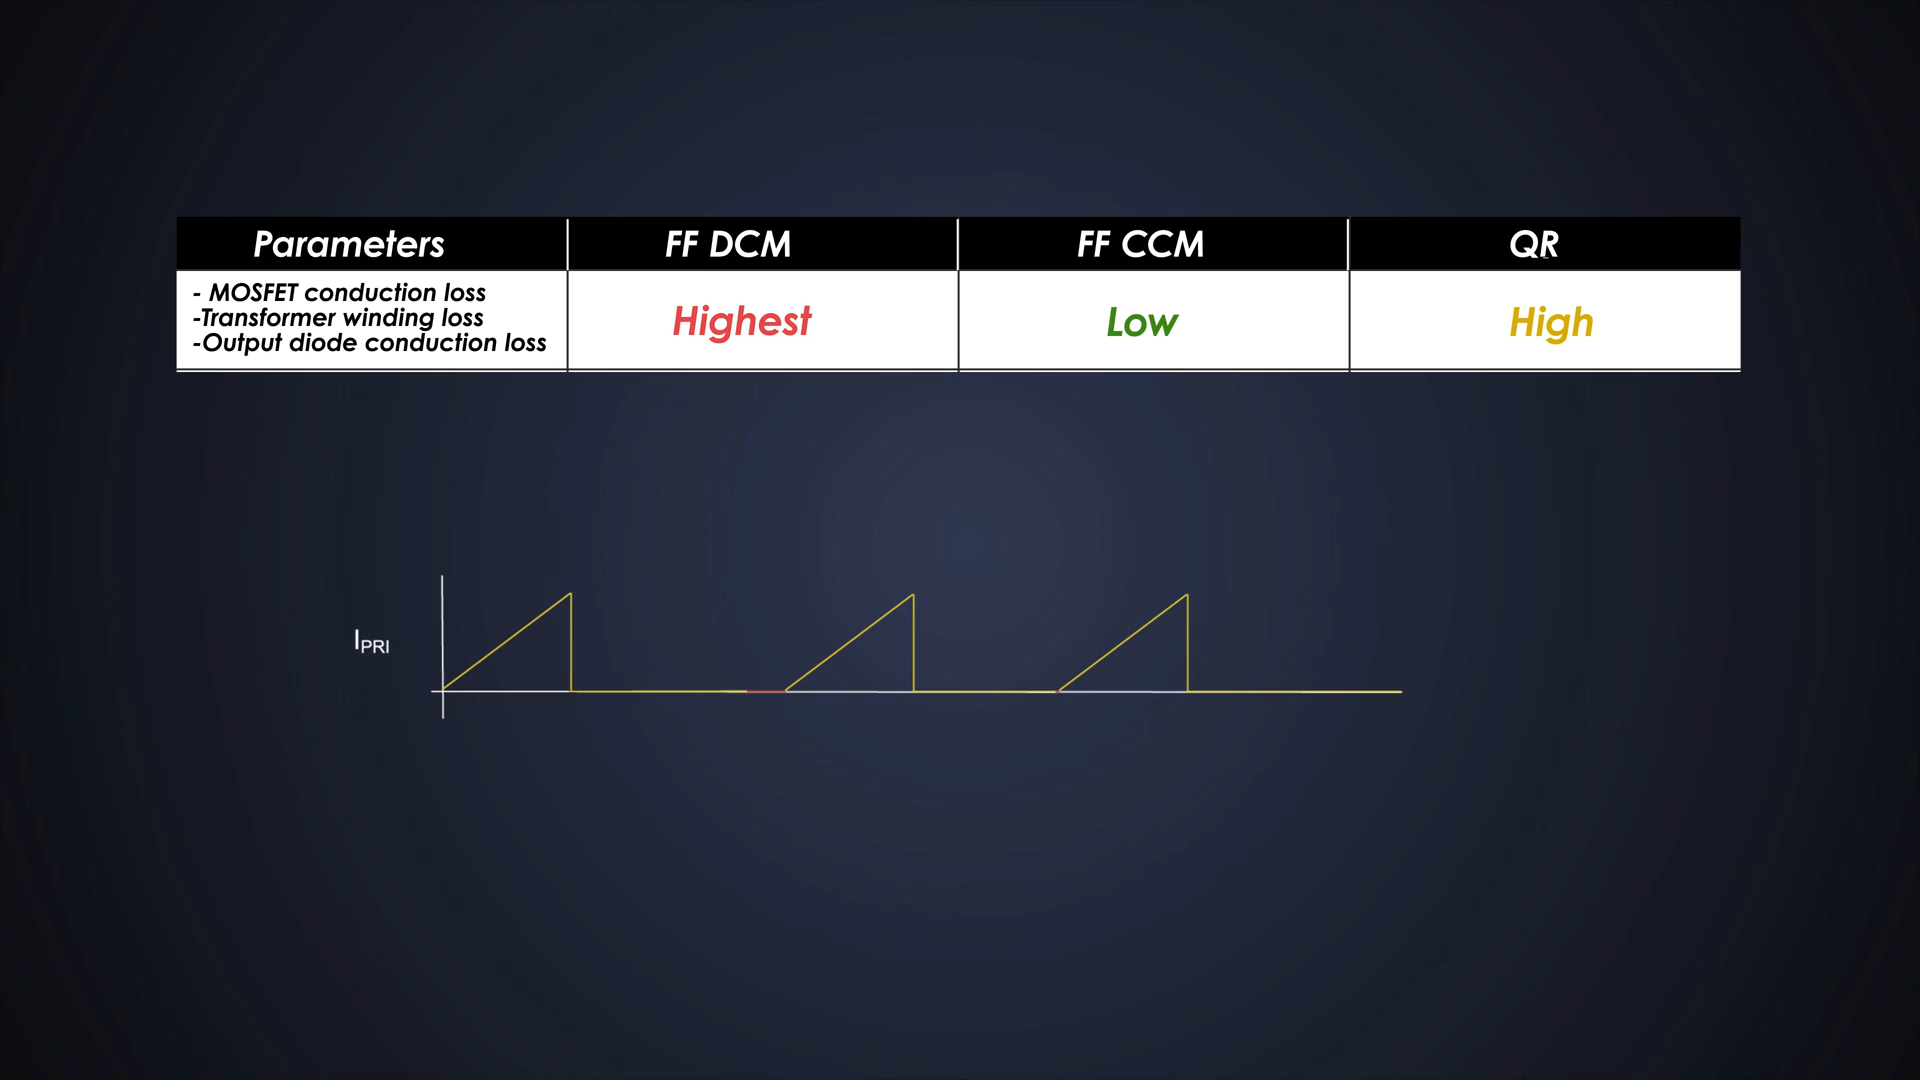 Parameters FF DCM FF CCM QR
- MOSFET conduction loss
-Transformer winding loss
-Output diode conduction loss
Highest Low High
IPRI